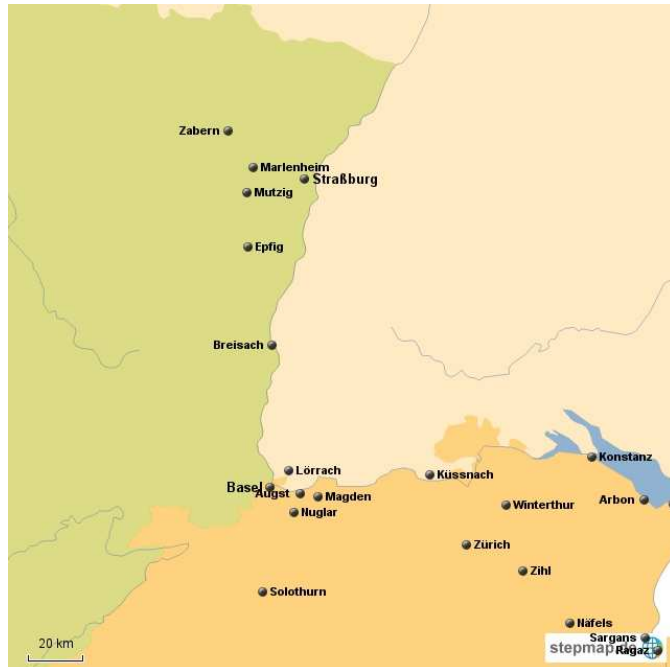 Zabern
Marlenheim
Straßburg
Mutzig
Epfig
Breisach
Lörrach
Küssnach
Konstanz
Basel
Augst
Magden
Nuglar
Winterthur
Arbon
Zürich
Zihl
Solothurn
Näfels
Sargans
20 km
stepmap.de
Ragaz